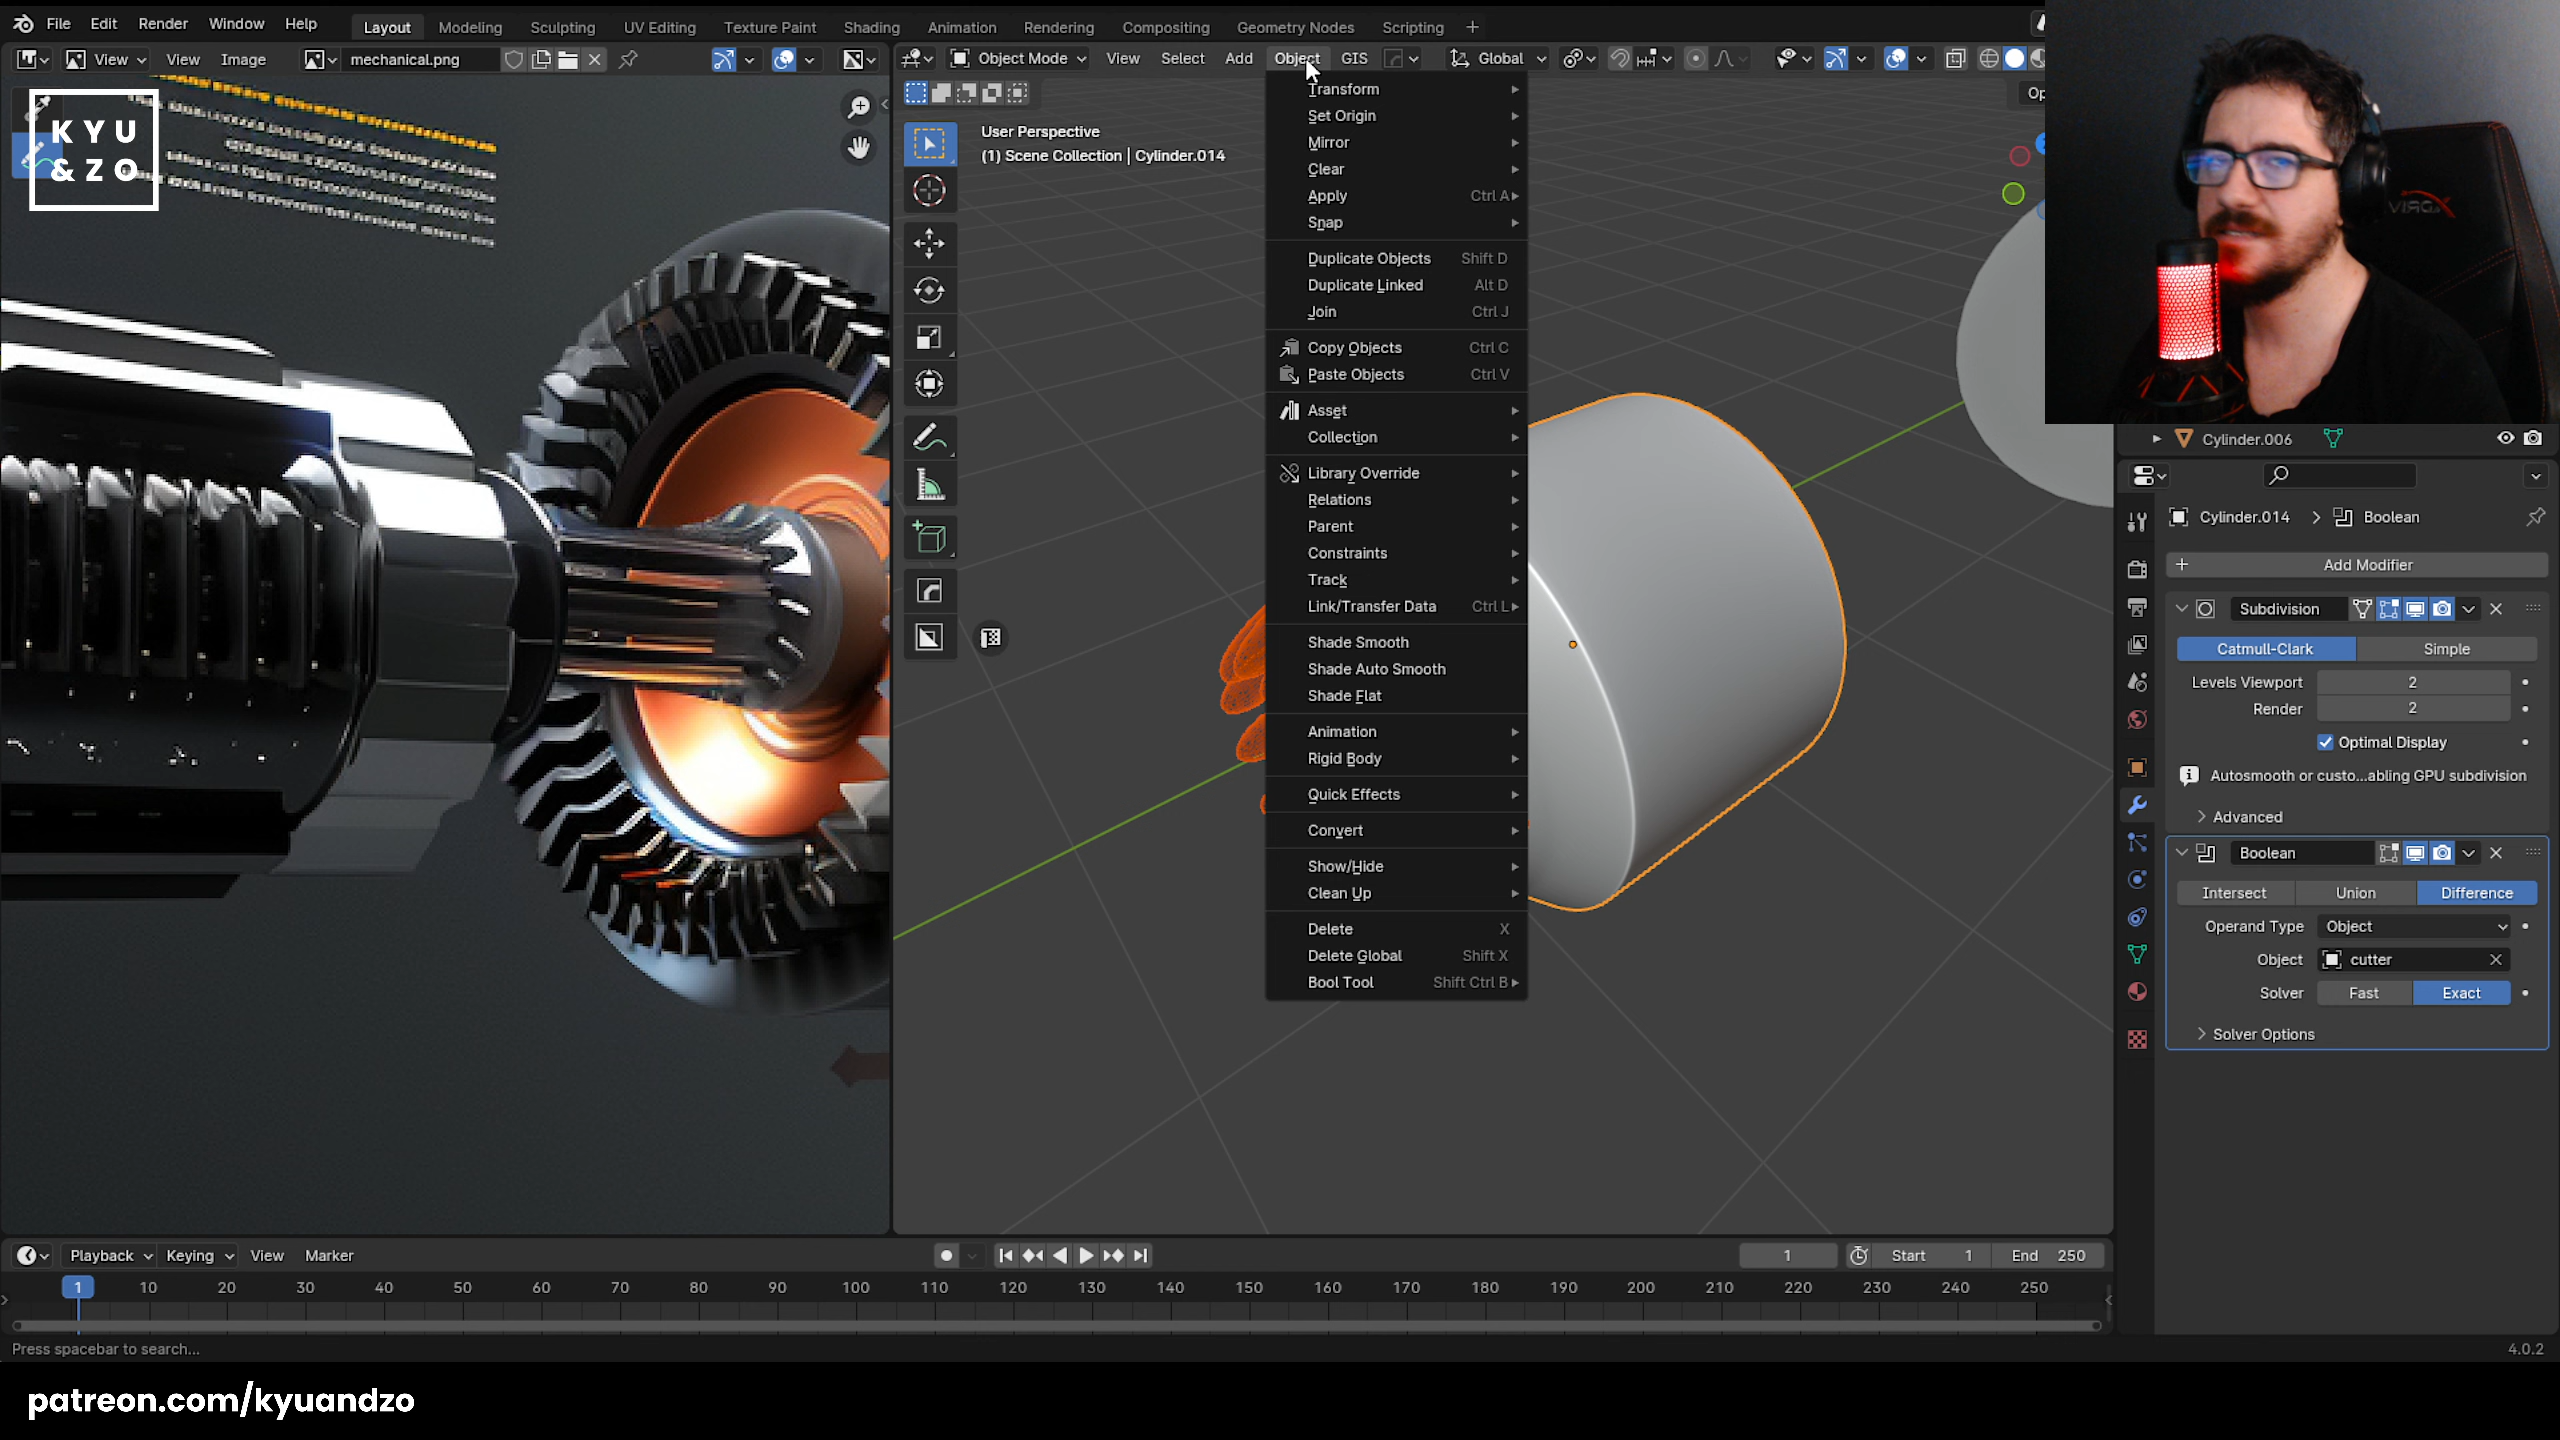 File Edit Render Window Help Layout Modeling Sculpting UV Editing Texture Paint Shading Animation Rendering Compositing Geometry Nodes Scripting +
View View Image mechanical.png Object Mode View Select Add Object GIS Global
KYU
&ZO
User Perspective
(1) Scene Collection | Cylinder.014
Op
Transform
Set Origin
Mirror
Clear
Apply Ctrl A
Snap
Duplicate Objects Shift D
Duplicate Linked Alt D
Join Ctrl J
Copy Objects Ctrl C
Paste Objects Ctrl V
Asset
Collection
Library Override
Relations
Parent
Constraints
Track
Link/Transfer Data Ctrl L
Shade Smooth
Shade Auto Smooth
Shade Flat
Animation
Rigid Body
Quick Effects
Convert
Show/Hide
Clean Up
Delete X
Delete Global Shift X
Bool Tool Shift Ctrl B
Cylinder.006
Cylinder.014 > Boolean
+ Add Modifier
Subdivision
Catmull-Clark Simple
Levels Viewport 2
Render 2
Optimal Display
Autosmooth or custo...abling GPU subdivision
Advanced
Boolean
Intersect Union Difference
Operand Type Object
Object cutter
Solver Fast Exact
Solver Options
Playback Keying View Marker 1 Start 1 End 250
1 10 20 30 40 50 60 70 80 90 100 110 120 130 140 150 160 170 180 190 200 210 220 230 240 250
Press spacebar to search... 4.0.2
patreon.com/kyuandzo